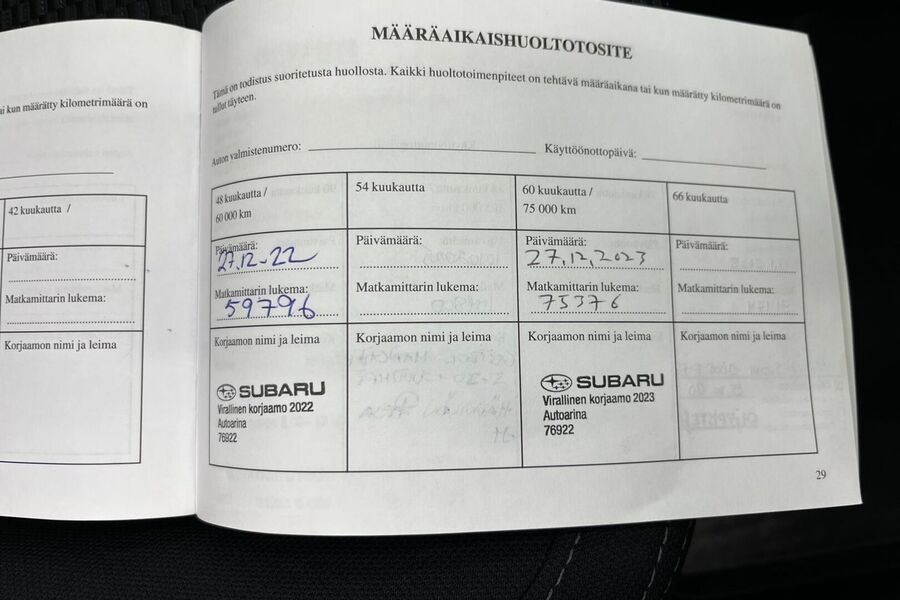 ai kun määrätty kilometrimäärä on
42 kuukautta /
Päivämäärä:
Matkamittarin lukema:
Korjaamon nimi ja leima
MÄÄRÄAIKAISHUOLTOTOSITE
Tämä on todistus suoritetusta huollosta. Kaikki huoltotoimenpiteet on tehtävä määräaikana tai kun määrätty kilometrimäärä on
tullut täyteen.
Auton valmistenumero: Käyttöönottopäivä:
48 kuukautta /
60 000 km
54 kuukautta
60 kuukautta /
75 000 km
66 kuukautta
Päivämäärä:
27.12-22
Päivämäärä:
Päivämäärä:
27,12,2023
Päivämäärä:
Matkamittarin lukema:
59796
Matkamittarin lukema:
Matkamittarin lukema:
75376
Matkamittarin lukema:
Korjaamon nimi ja leima
SUBARU
Virallinen korjaamo 2022
Autoarina
76922
Korjaamon nimi ja leima
Korjaamon nimi ja leima
SUBARU
Virallinen korjaamo 2023
Autoarina
76922
Korjaamon nimi ja leima
29